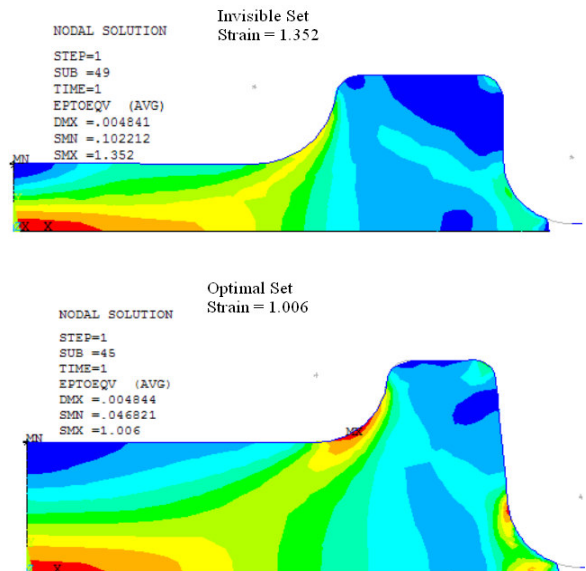 Invisible Set
Strain = 1.352
NODAL SOLUTION
STEP=1
SUB =49
TIME=1
EPTOEQV (AVG)
DMX =.004841
SMN =.102212
SMX =1.352
MN
X X
Optimal Set
Strain = 1.006
NODAL SOLUTION
STEP=1
SUB =45
TIME=1
EPTOEQV (AVG)
DMX =.004844
SMN =.046821
SMX =1.006
MN
MX
X